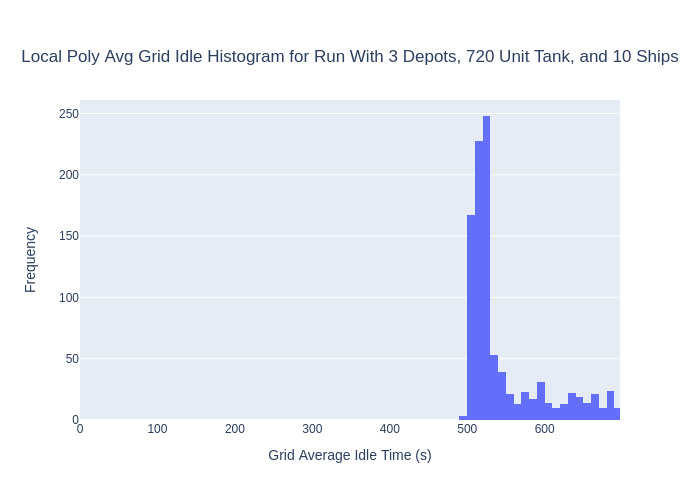 Local Poly Avg Grid Idle Histogram for Run With 3 Depots, 720 Unit Tank, and 10 Ships
250
200
150
100
50
0
Frequency
0 100 200 300 400 500 600
Grid Average Idle Time (s)